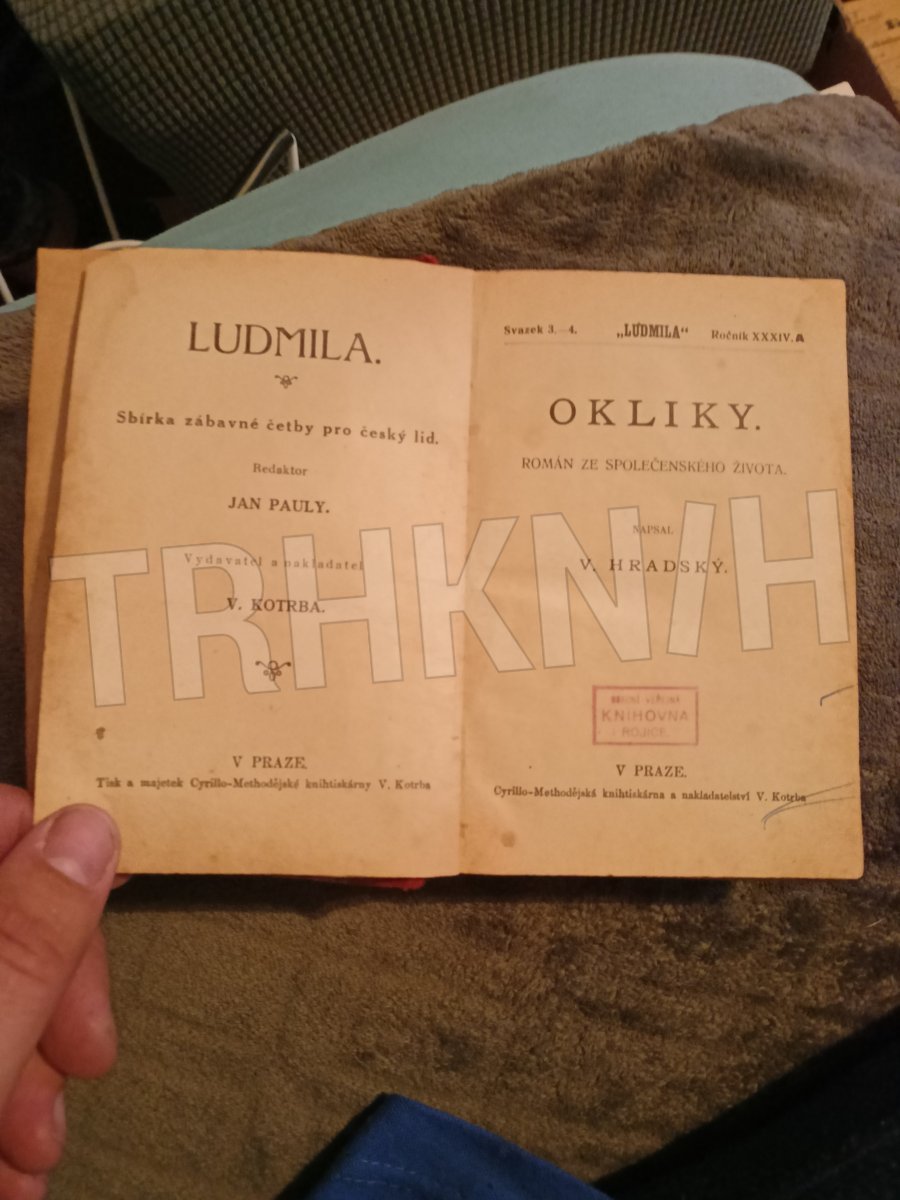 LUDMILA.
Sbírka zábavné četby pro český lid.
Redaktor
JAN PAULY.
Vydavatel a nakladatel
V. KOTRBA.
V PRAZE.
Tisk a majetek Cyrillo-Methodějské knihtiskárny V. Kotrba
Svazek 3.-4. „LUDMILA“ Ročník XXXIV.
OKLIKY.
ROMÁN ZE SPOLEČENSKÉHO ŽIVOTA.
NAPSAL
V. HRADSKÝ.
VEŘEJNÁ
KNIHOVNA
ROJICE.
V PRAZE.
Cyrillo-Methodějská knihtiskárna a nakladatelství V. Kotrba
TRHKNIH